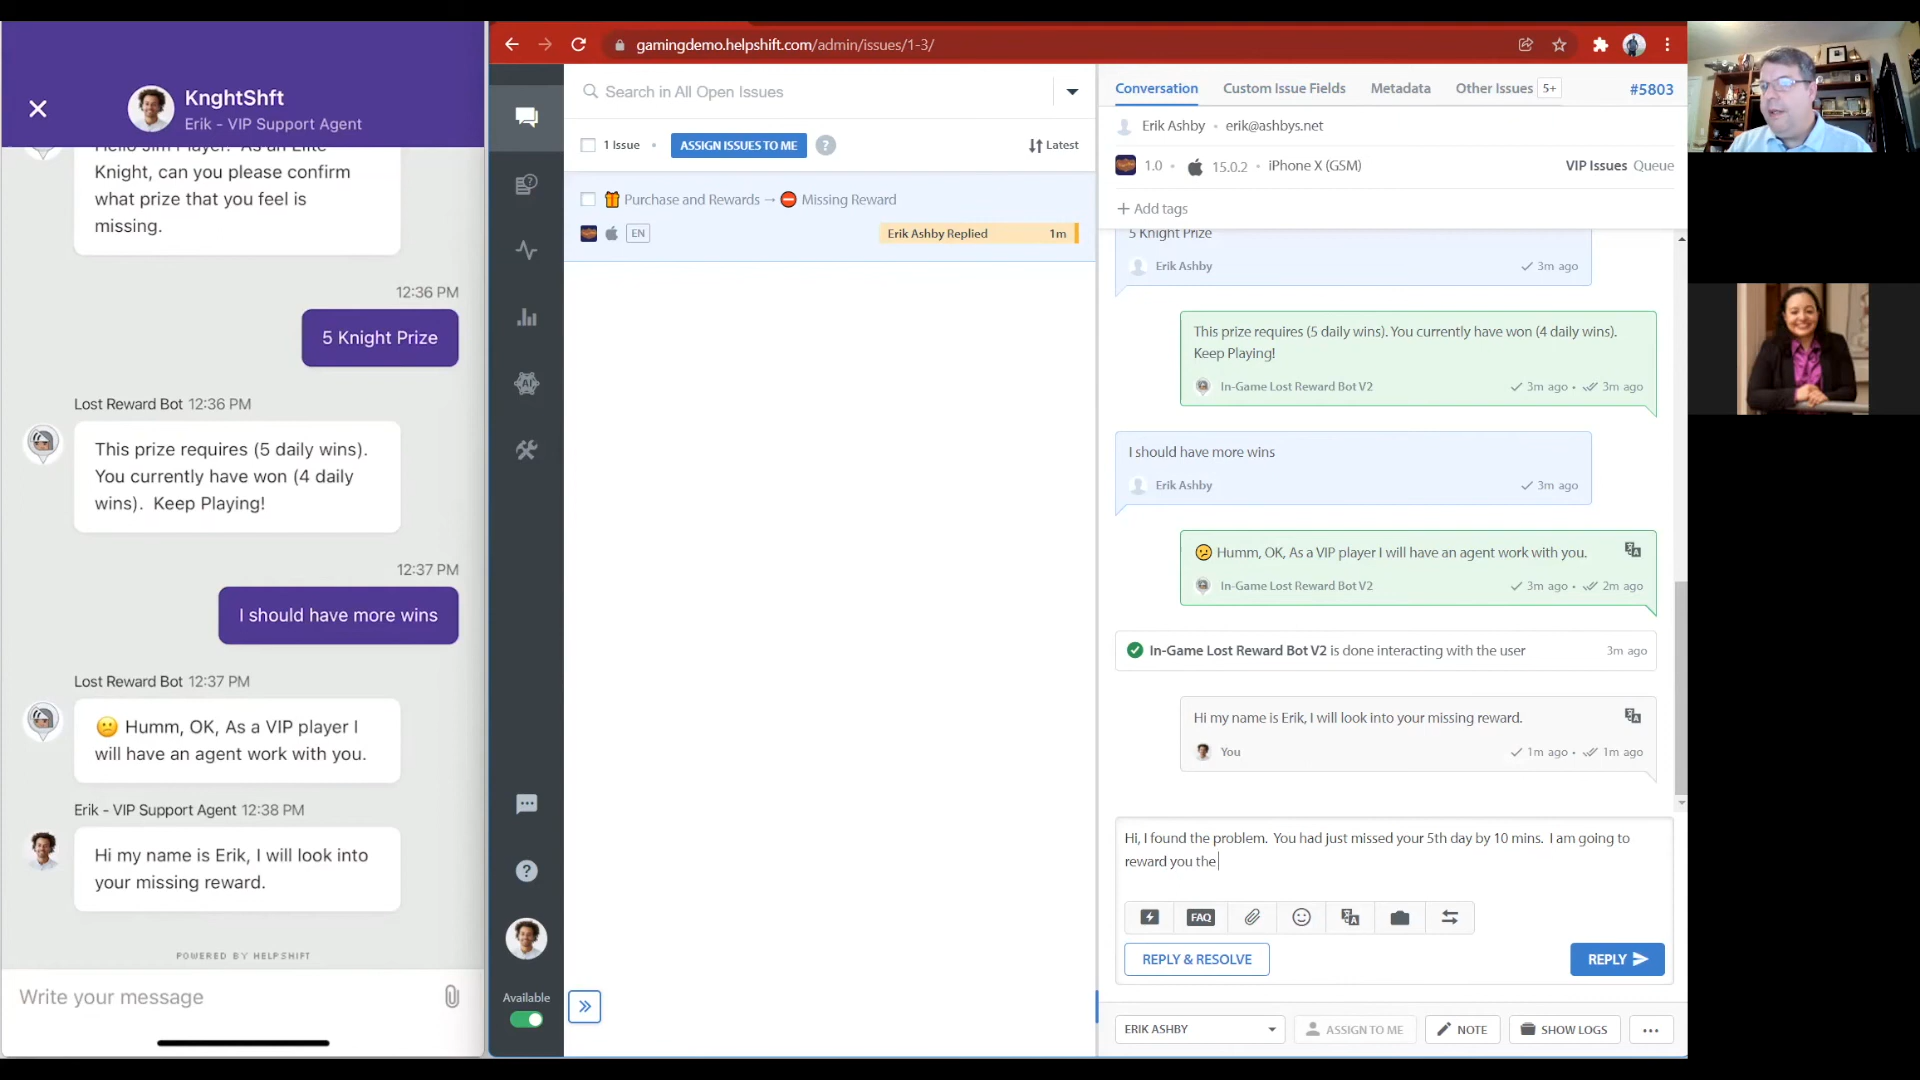 KnghtShft
Erik - VIP Support Agent
Hello Jim Player! As an Elite
Knight, can you please confirm
what prize that you feel is
missing.
12:36 PM
5 Knight Prize
Lost Reward Bot 12:36 PM
This prize requires (5 daily wins).
You currently have won (4 daily
wins). Keep Playing!
12:37 PM
I should have more wins
Lost Reward Bot 12:37 PM
Humm, OK, As a VIP player I
will have an agent work with you.
Erik - VIP Support Agent 12:38 PM
Hi my name is Erik, I will look into
your missing reward.
POWERED BY HELPSHIFT
Write your message
gamingdemo.helpshift.com/admin/issues/1-3/
AI
Available
Search in All Open Issues
1 Issue • ASSIGN ISSUES TO ME ? Latest
Purchase and Rewards → Missing Reward
EN Erik Ashby Replied 1m
Conversation Custom Issue Fields Metadata Other Issues 5+ #5803
Erik Ashby • erik@ashbys.net
1.0 • 15.0.2 • iPhone X (GSM) VIP Issues Queue
+ Add tags
5 Knight Prize
Erik Ashby 3m ago
This prize requires (5 daily wins). You currently have won (4 daily wins).
Keep Playing!
In-Game Lost Reward Bot V2 3m ago • 3m ago
I should have more wins
Erik Ashby 3m ago
Humm, OK, As a VIP player I will have an agent work with you.
In-Game Lost Reward Bot V2 3m ago • 2m ago
In-Game Lost Reward Bot V2 is done interacting with the user 3m ago
Hi my name is Erik, I will look into your missing reward.
You 1m ago • 1m ago
Hi, I found the problem. You had just missed your 5th day by 10 mins. I am going to
reward you the
FAQ
REPLY & RESOLVE REPLY
ERIK ASHBY ASSIGN TO ME NOTE SHOW LOGS